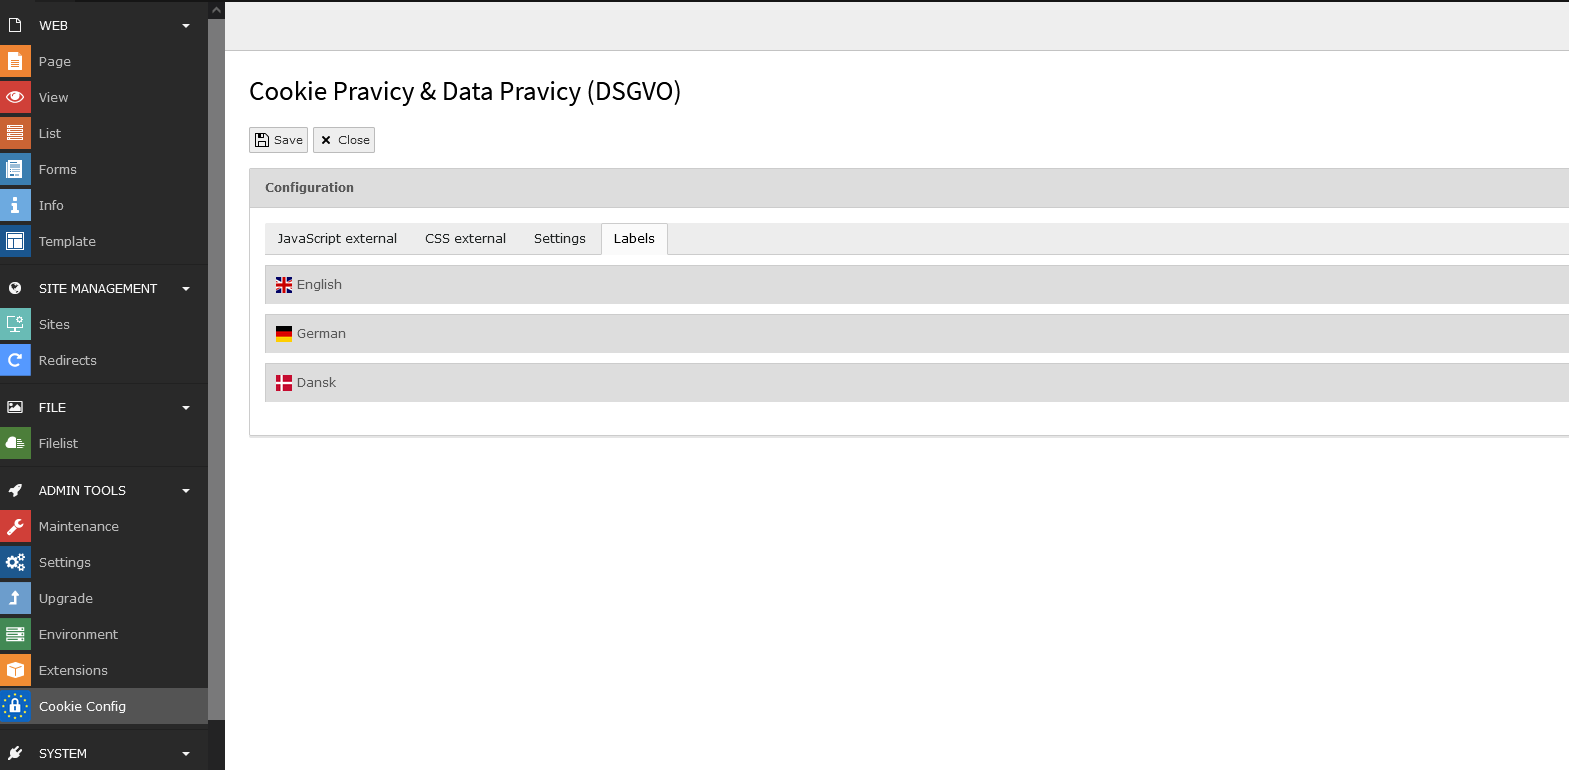 WEB
Page
View
List
Forms
Info
Template
SITE MANAGEMENT
Sites
Redirects
FILE
Filelist
ADMIN TOOLS
Maintenance
Settings
Upgrade
Environment
Extensions
Cookie Config
SYSTEM
Cookie Pravicy & Data Pravicy (DSGVO)
Save Close
Configuration
JavaScript external CSS external Settings Labels
English
German
Dansk